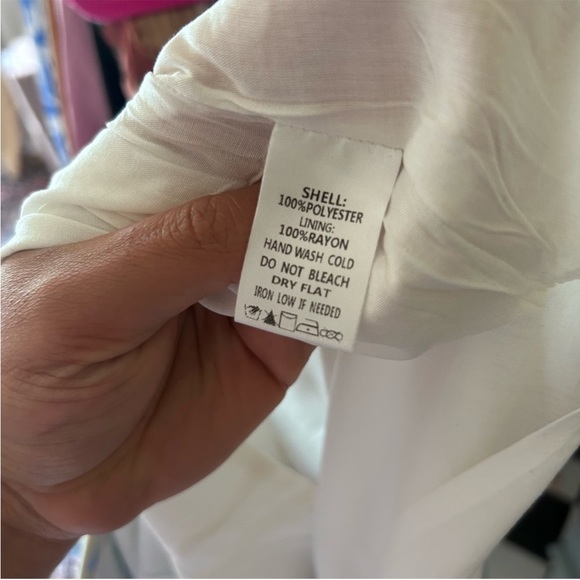 SHELL:
100%POLYESTER
LINING:
100%RAYON
HAND WASH COLD
DO NOT BLEACH
DRY FLAT
IRON LOW IF NEEDED